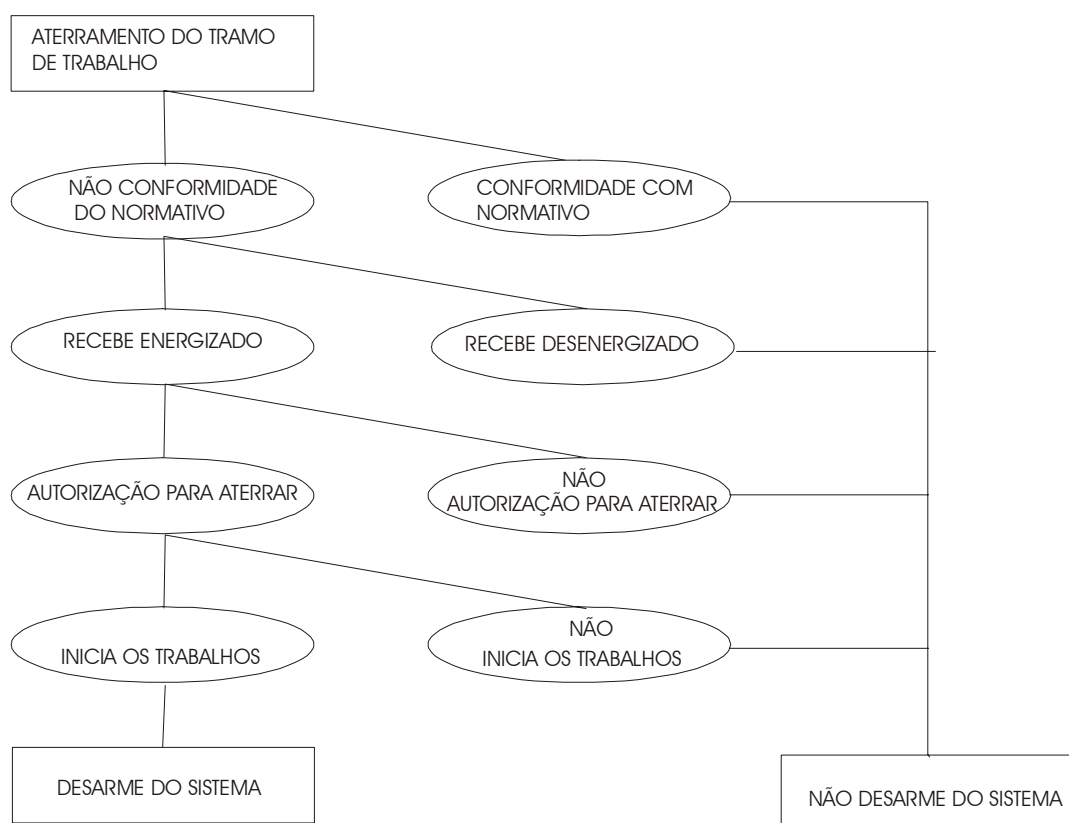 ATERRAMENTO DO TRAMO
DE TRABALHO
NÃO CONFORMIDADE
DO NORMATIVO
CONFORMIDADE COM
NORMATIVO
RECEBE ENERGIZADO
RECEBE DESENERGIZADO
AUTORIZAÇÃO PARA ATERRAR
NÃO
AUTORIZAÇÃO PARA ATERRAR
INICIA OS TRABALHOS
NÃO
INICIA OS TRABALHOS
DESARME DO SISTEMA
NÃO DESARME DO SISTEMA